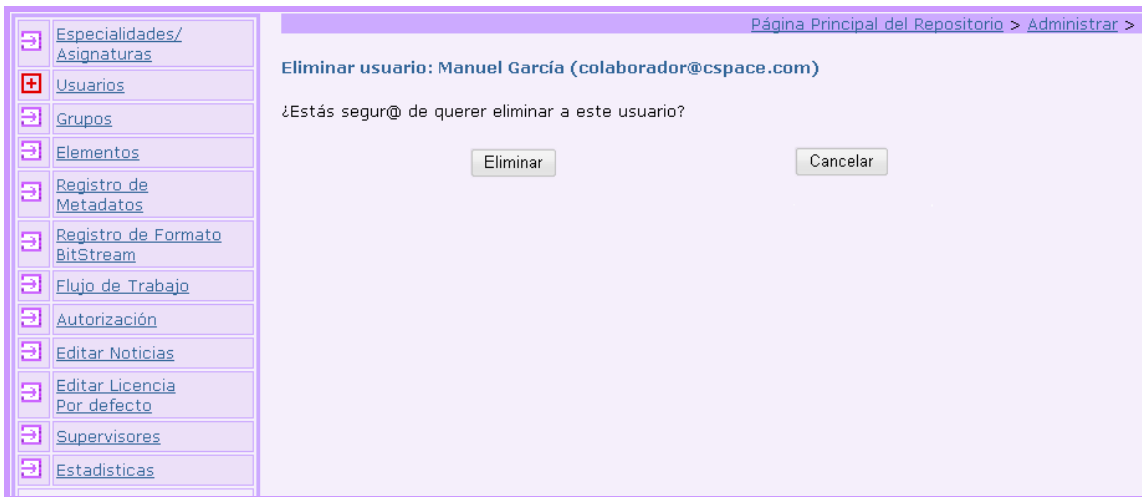 Especialidades/
Asignaturas
Usuarios
Grupos
Elementos
Registro de
Metadatos
Registro de Formato
BitStream
Flujo de Trabajo
Autorización
Editar Noticias
Editar Licencia
Por defecto
Supervisores
Estadisticas
Página Principal del Repositorio > Administrar >
Eliminar usuario: Manuel García (colaborador@cspace.com)
¿Estás segur@ de querer eliminar a este usuario?
Eliminar Cancelar